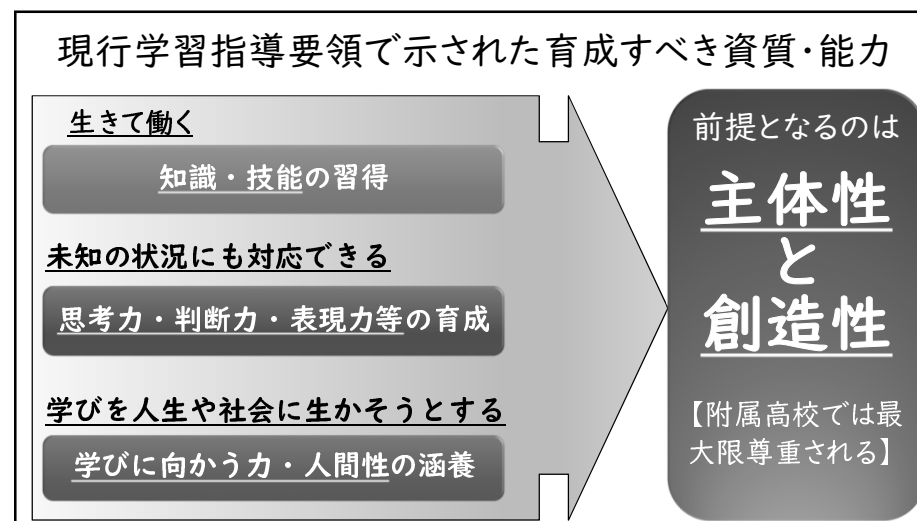 現行学習指導要領で示された育成すべき資質・能力
生きて働く
知識・技能の習得
未知の状況にも対応できる
思考力・判断力・表現力等の育成
学びを人生や社会に生かそうとする
学びに向かう力・人間性の涵養
前提となるのは
主体性
と
創造性
【附属高校では最
大限尊重される】